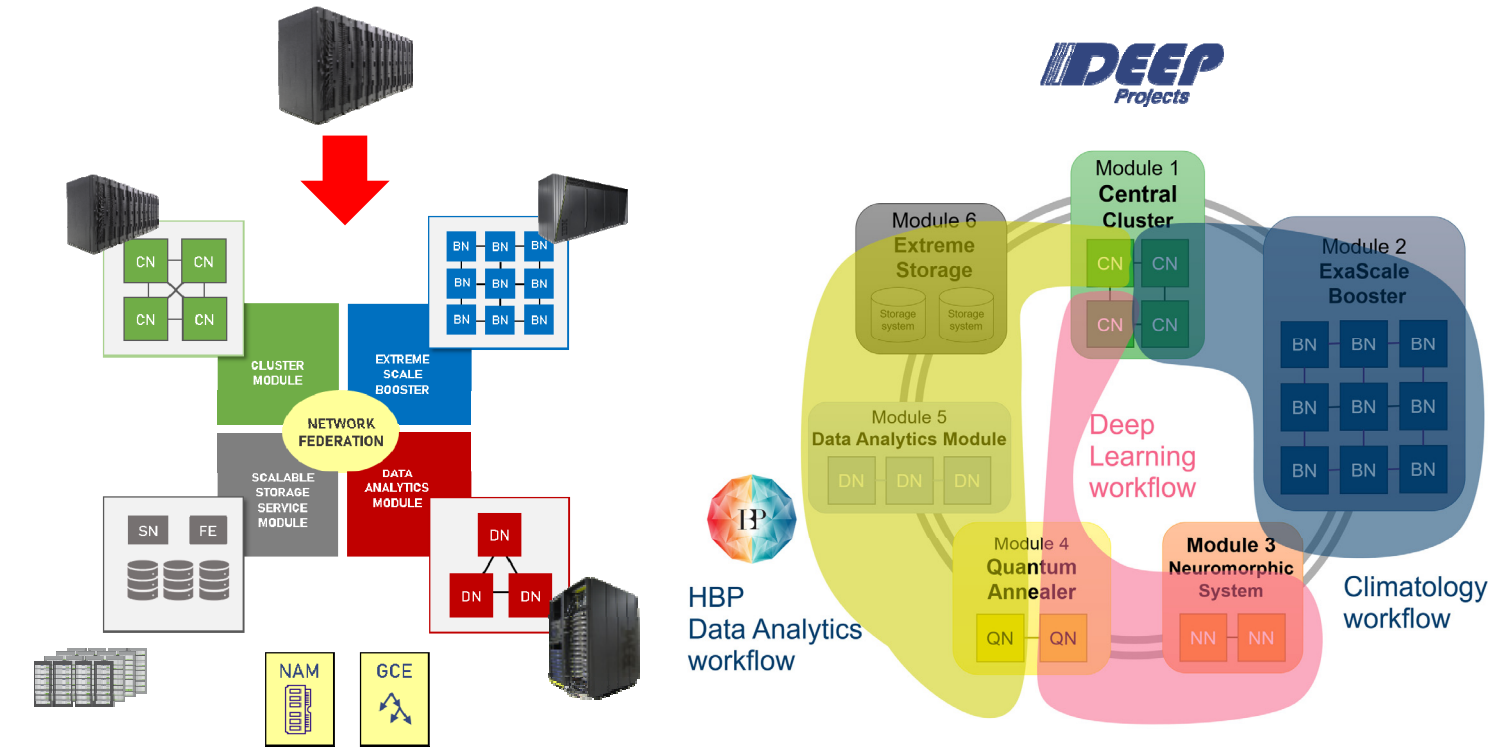 CN
CN
CN
CN
BN
BN
BN
BN
BN
BN
BN
BN
BN
CLUSTER
MODULE
EXTREME
SCALE
BOOSTER
NETWORK
FEDERATION
SCALABLE
STORAGE
SERVICE
MODULE
DATA
ANALYTICS
MODULE
SN
FE
DN
DN
DN
NAM
GCE
DEEP
Projects
Module 1
Central
Cluster
CN
CN
CN
CN
Module 6
Extreme
Storage
Storage
system
Storage
system
Module 2
ExaScale
Booster
BN
BN
BN
BN
BN
BN
BN
BN
BN
Module 5
Data Analytics Module
DN
DN
DN
Deep
Learning
workflow
Module 4
Quantum
Annealer
QN
QN
Module 3
Neuromorphic
System
NN
NN
HBP
Data Analytics
workflow
Climatology
workflow